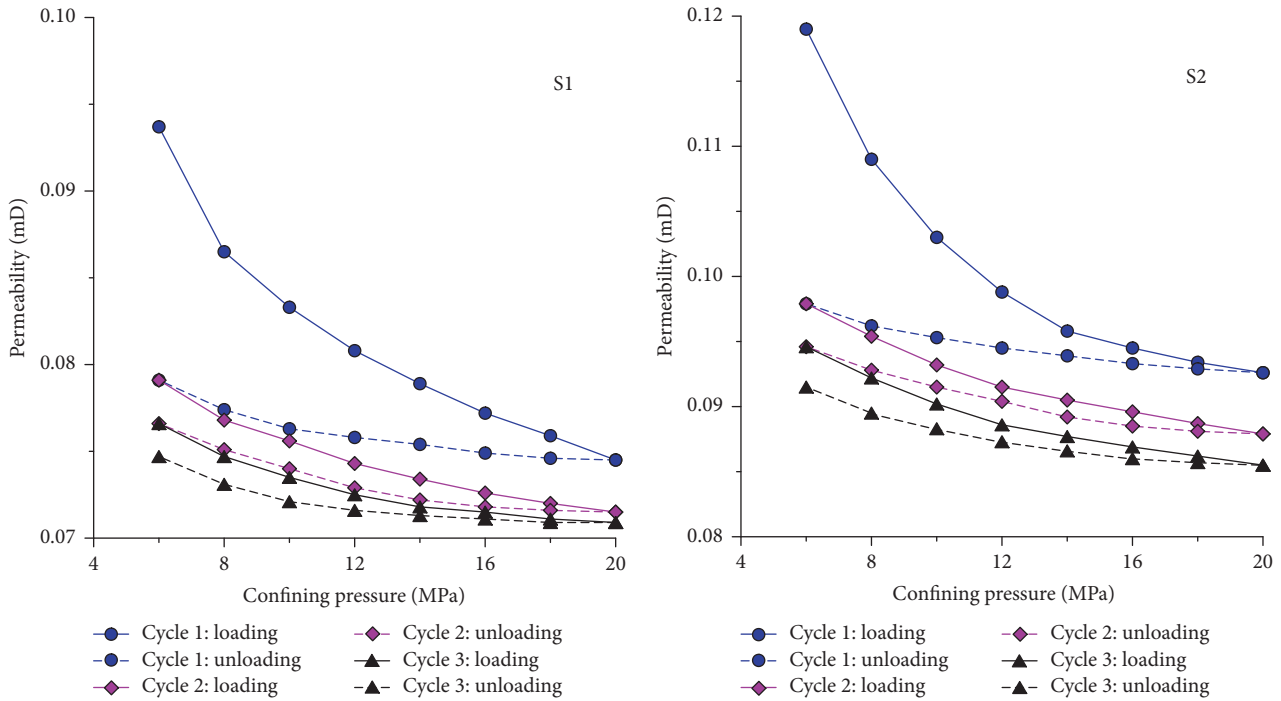 0.10
0.09
0.08
0.07
Permeability (mD)
S1
4
8
12
16
20
Confining pressure (MPa)
Cycle 1: loading
Cycle 1: unloading
Cycle 2: loading
Cycle 2: unloading
Cycle 3: loading
Cycle 3: unloading
0.12
0.11
0.10
0.09
0.08
Permeability (mD)
S2
4
8
12
16
20
Confining pressure (MPa)
Cycle 1: loading
Cycle 1: unloading
Cycle 2: loading
Cycle 2: unloading
Cycle 3: loading
Cycle 3: unloading